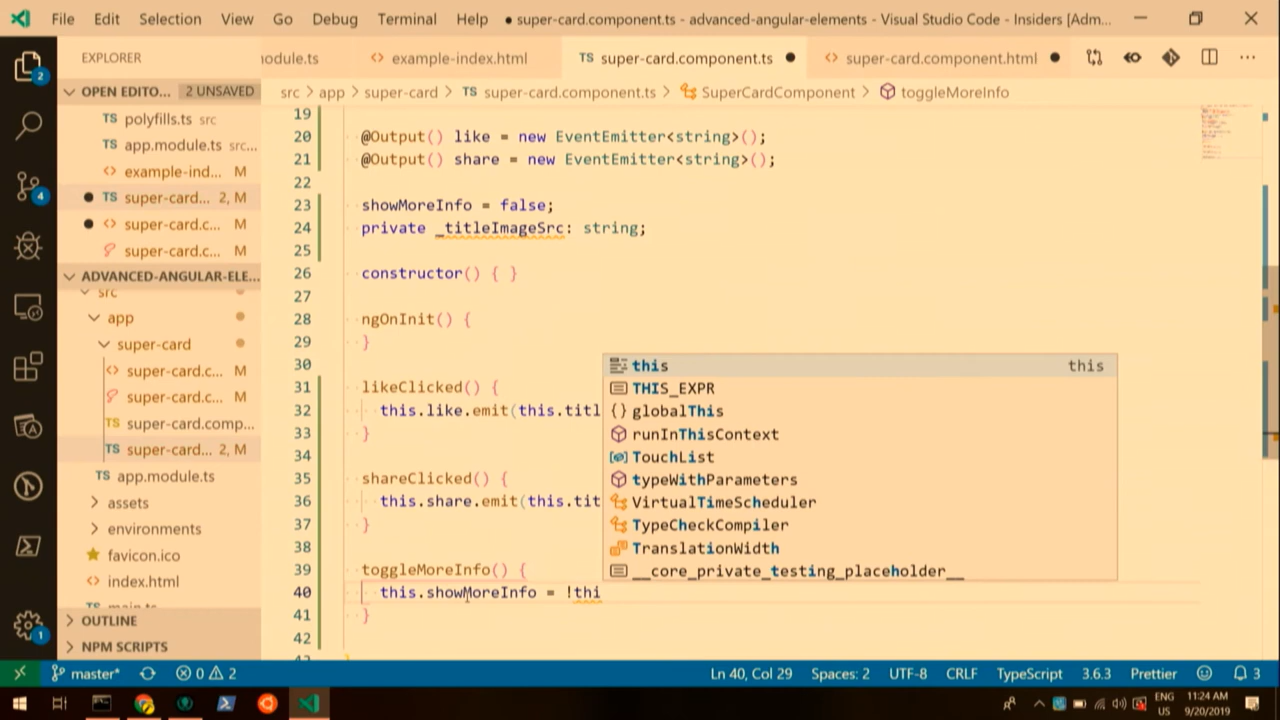 File Edit Selection View Go Debug Terminal Help ● super-card.component.ts - advanced-angular-elements - Visual Studio Code - Insiders [Adm...
EXPLORER
odule.ts <> example-index.html TS super-card.component.ts ● <> super-card.component.html ● ...
OPEN EDITO... 2 UNSAVED
src > app > super-card > TS super-card.component.ts > SuperCardComponent > toggleMoreInfo
TS polyfills.ts src
TS app.module.ts src...
<> example-ind... M
● TS super-card... 2, M
● <> super-card.c... M
super-card.c... M
ADVANCED-ANGULAR-ELE...
src
app
super-card
<> super-card.c... M
super-card.c... M
TS super-card.comp...
TS super-card... 2, M
TS app.module.ts
assets
environments
favicon.ico
<> index.html
main.ts
OUTLINE
NPM SCRIPTS
2
4
1
19
20 @Output() like = new EventEmitter<string>();
21 @Output() share = new EventEmitter<string>();
22
23 showMoreInfo = false;
24 private _titleImageSrc: string;
25
26 constructor() { }
27
28 ngOnInit() {
29 }
30
31 likeClicked() {
32 this.like.emit(this.titl
33 }
34
35 shareClicked() {
36 this.share.emit(this.tit
37 }
38
39 toggleMoreInfo() {
40 this.showMoreInfo = !thi
41 }
42
this this
THIS_EXPR
{} globalThis
runInThisContext
TouchList
typeWithParameters
VirtualTimeScheduler
TypeCheckCompiler
TranslationWidth
__core_private_testing_placeholder__
master* 0 2 Ln 40, Col 29 Spaces: 2 UTF-8 CRLF TypeScript 3.6.3 Prettier 3
ENG
US
11:24 AM
9/20/2019